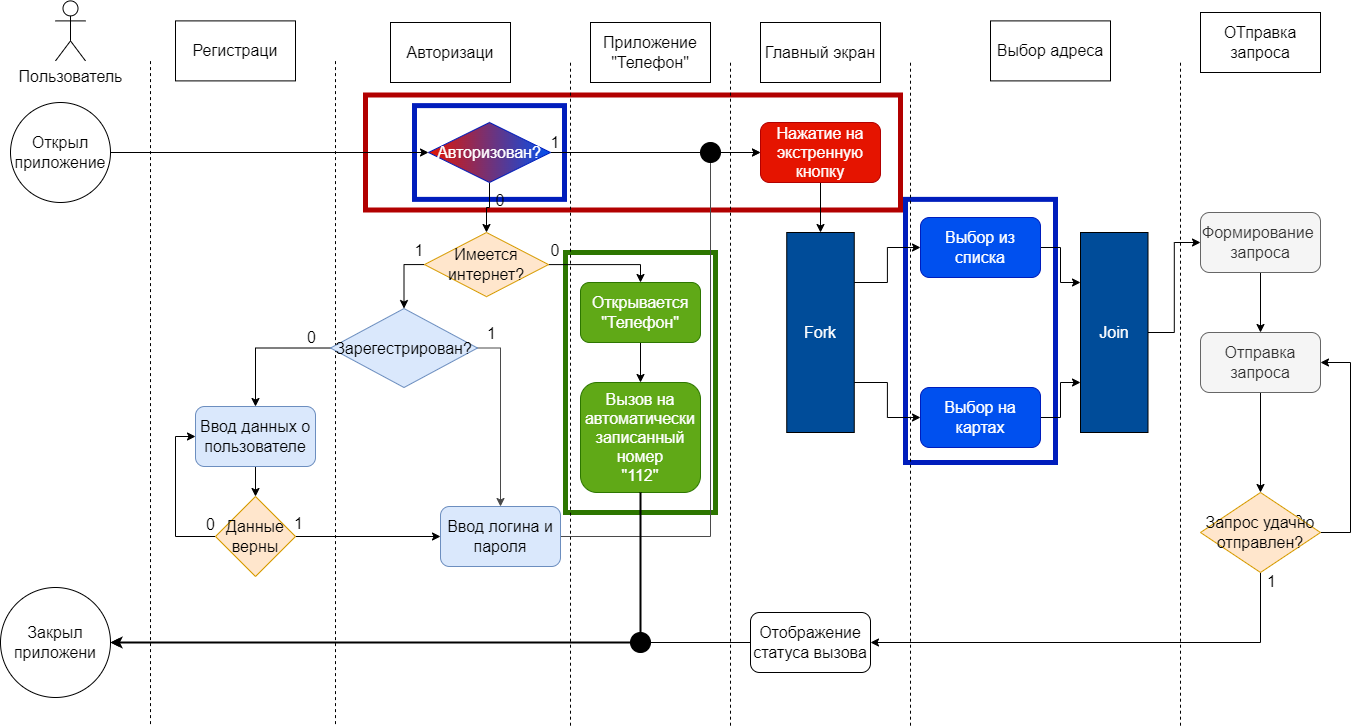 Пользователь
Регистраци
Авторизаци
Приложение
"Телефон"
Главный экран
Выбор адреса
ОТправка
запроса
Открыл
приложение
Авторизован?
1
0
Нажатие на
экстренную
кнопку
Имеется
интернет?
1
0
Открывается
"Телефон"
Вызов на
автоматически
записанный
номер
"112"
Fork
Выбор из
списка
Выбор на
картах
Join
Формирование
запроса
Отправка
запроса
Зарегестрирован?
0
1
Ввод данных о
пользователе
Данные
верны
0
1
Ввод логина и
пароля
Запрос удачно
отправлен?
0
1
Отображение
статуса вызова
Закрыл
приложени